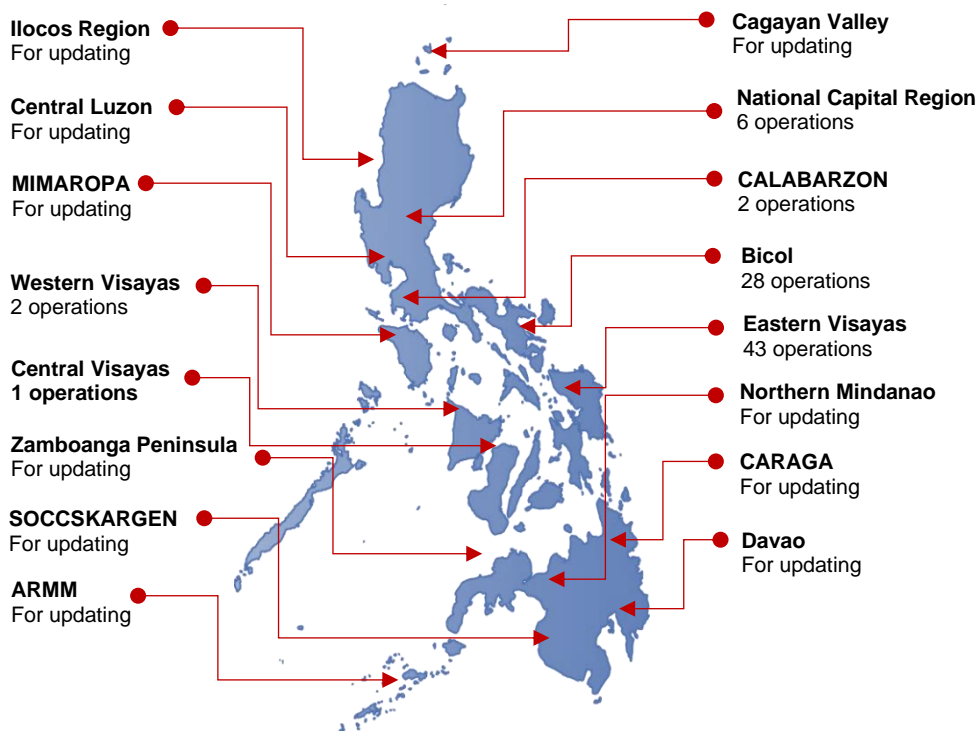 Ilocos Region
For updating
Central Luzon
For updating
MIMAROPA
For updating
Western Visayas
2 operations
Central Visayas
1 operations
Zamboanga Peninsula
For updating
SOCCSKARGEN
For updating
ARMM
For updating
Cagayan Valley
For updating
National Capital Region
6 operations
CALABARZON
2 operations
Bicol
28 operations
Eastern Visayas
43 operations
Northern Mindanao
For updating
CARAGA
For updating
Davao
For updating